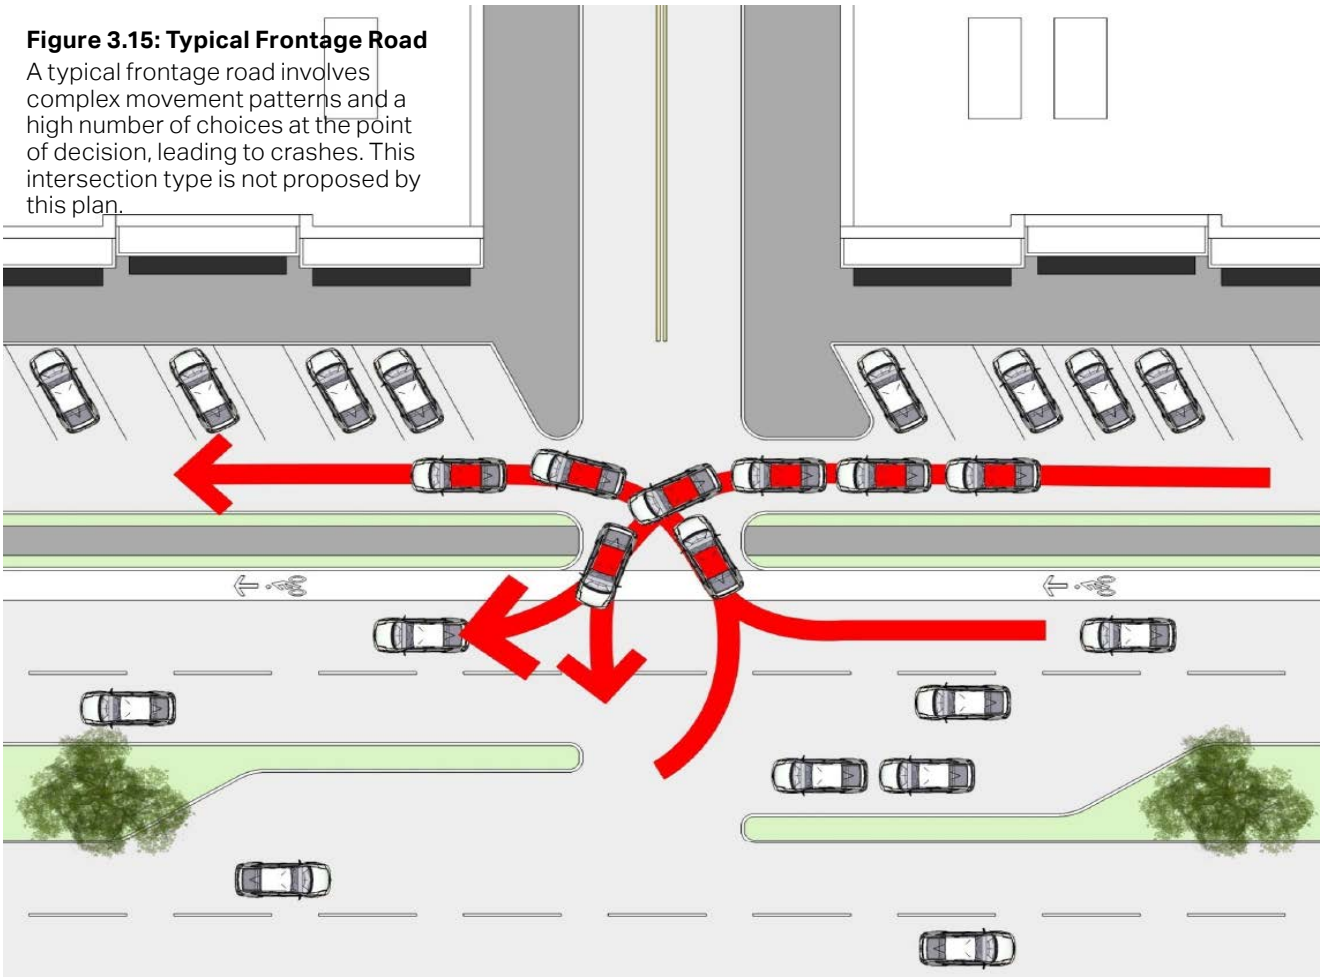 Figure 3.15: Typical Frontage Road
A typical frontage road involves
complex movement patterns and a
high number of choices at the point
of decision, leading to crashes. This
intersection type is not proposed by
this plan.